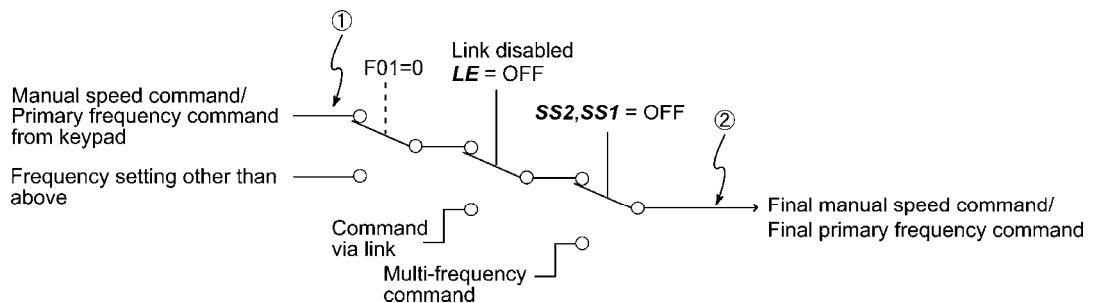 ①
F01=0
Link disabled
LE = OFF
SS2,SS1 = OFF
②
Manual speed command/
Primary frequency command
from keypad
Frequency setting other than
above
Command
via link
Multi-frequency
command
Final manual speed command/
Final primary frequency command